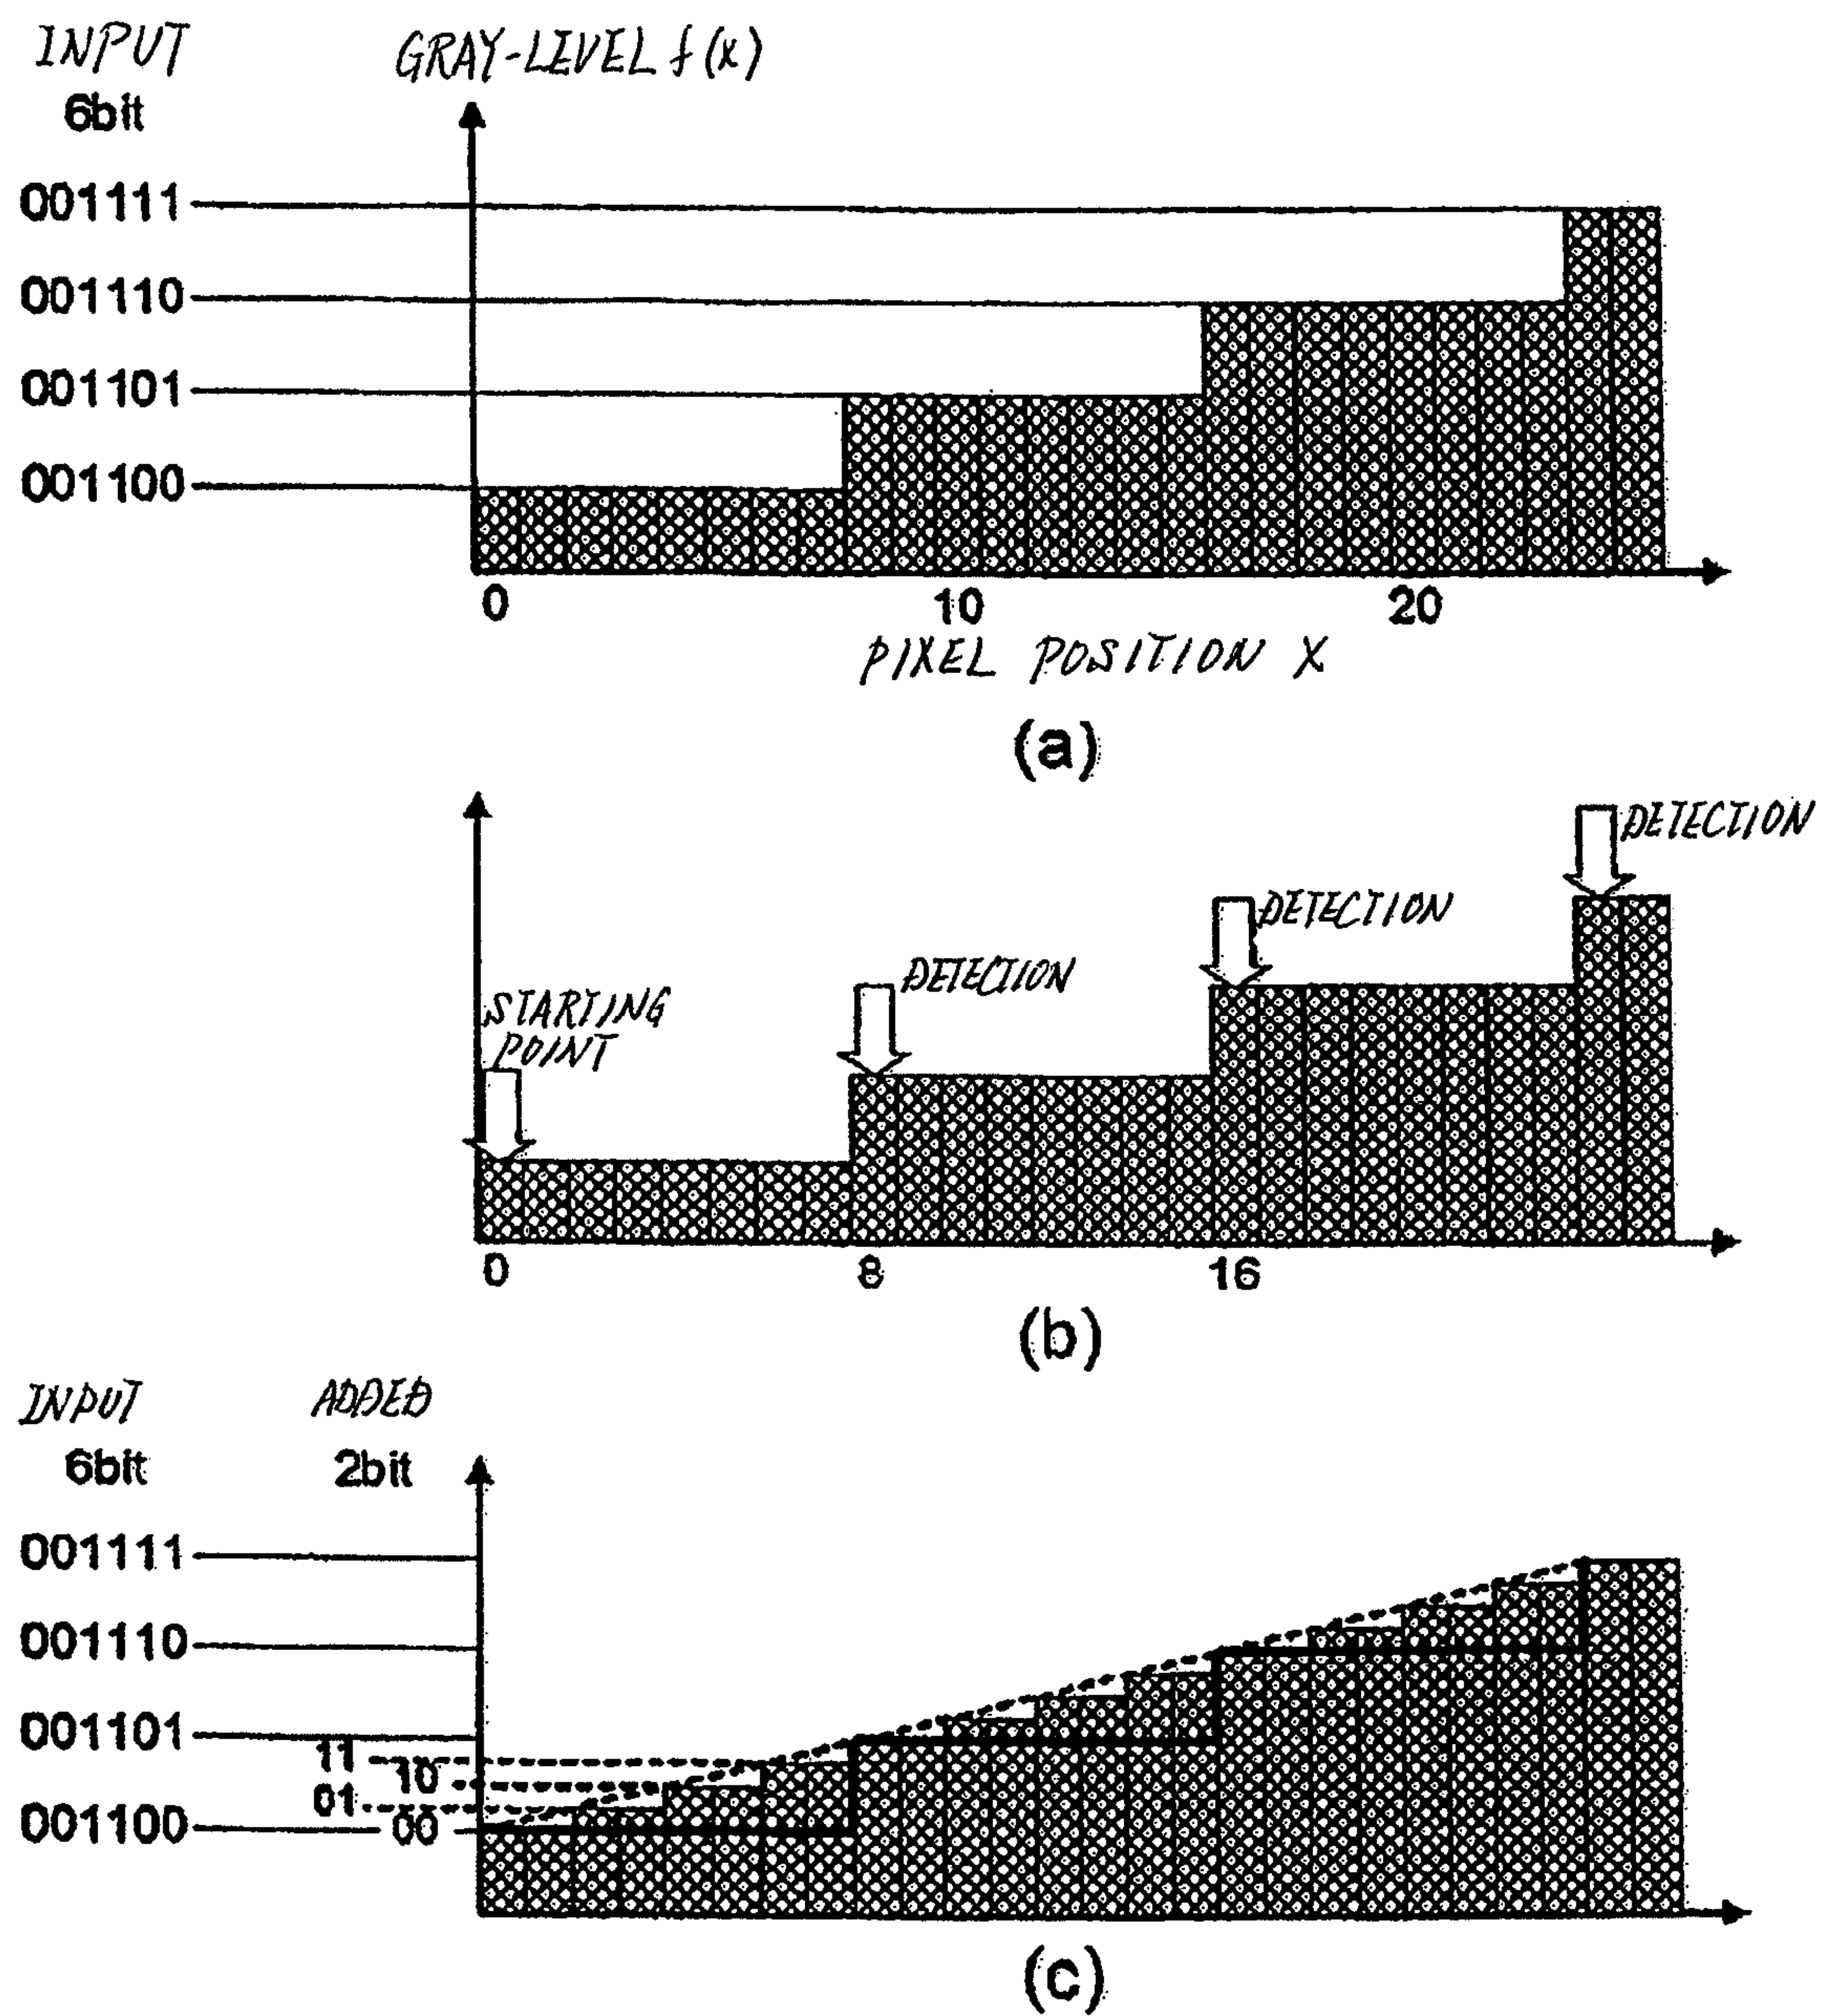 INPUT GRAY-LEVEL f(x)
6bit
001111
001110
001101
001100
0 10 20
PIXEL POSITION X
(a)
DETECTION
DETECTION
DETECTION
STARTING
POINT
0 8 16
(b)
INPUT ADDED
6bit 2bit
001111
001110
001101
11
10
01
001100 00
(c)